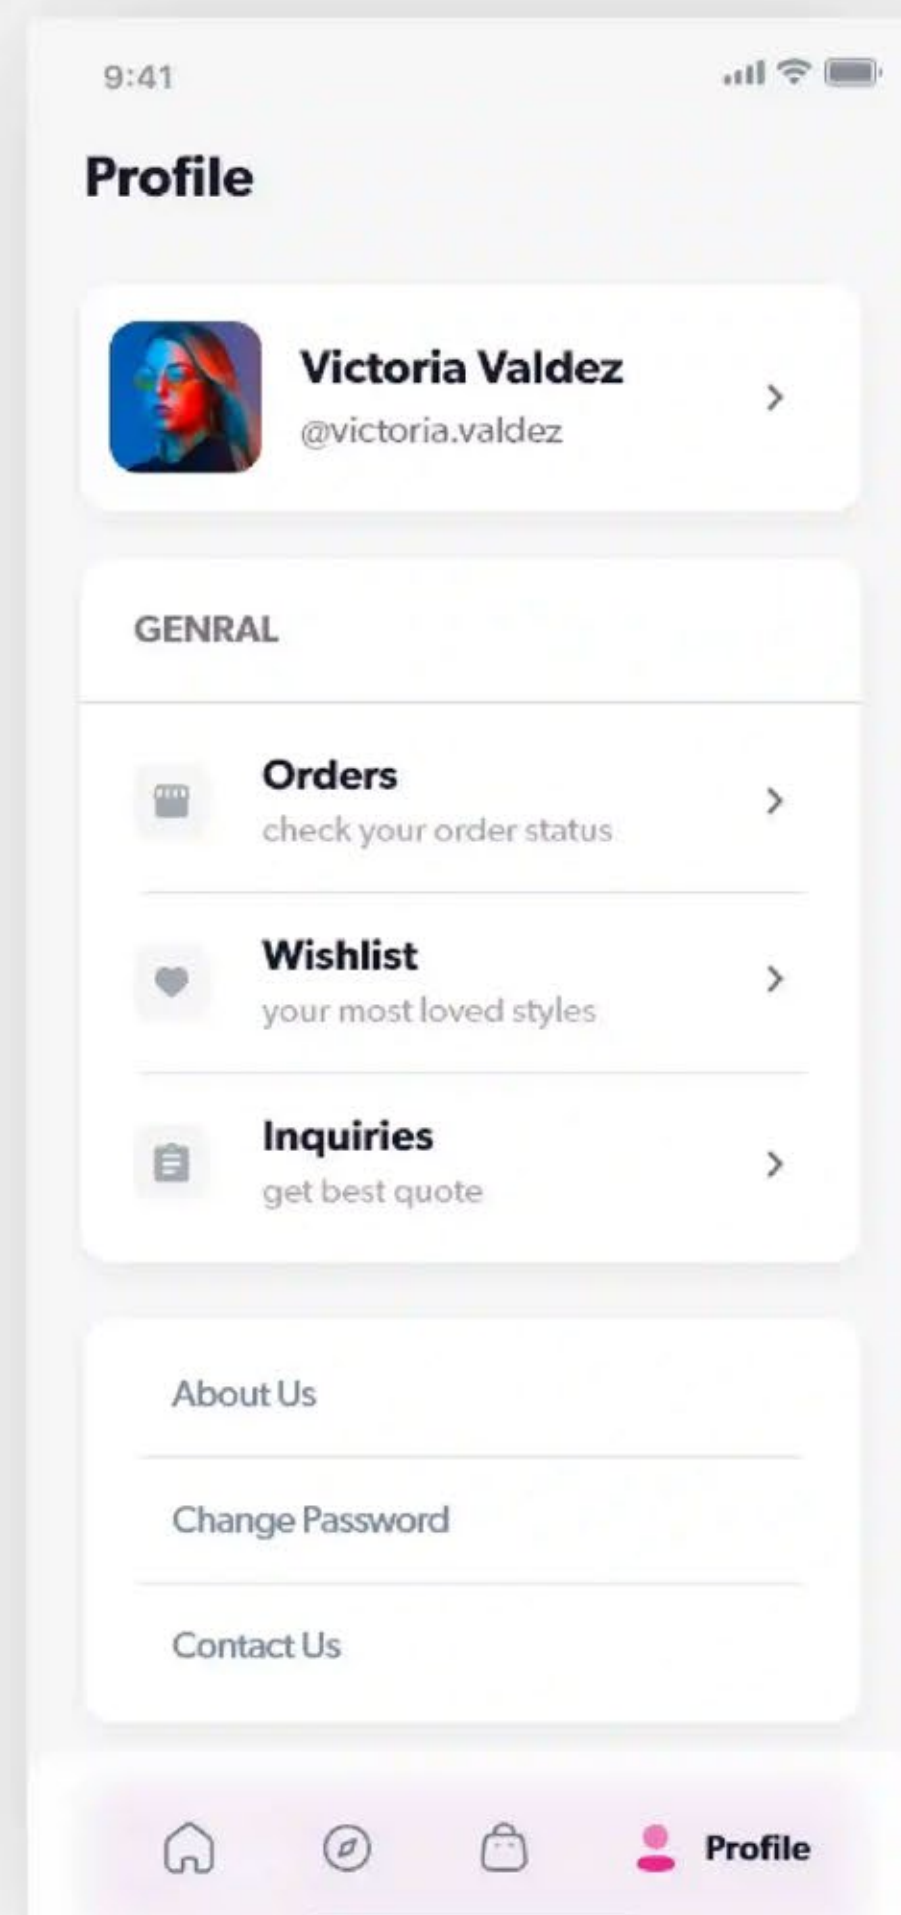 9:41
Profile
Victoria Valdez
@victoria.valdez
GENRAL
Orders
check your order status
Wishlist
your most loved styles
Inquiries
get best quote
About Us
Change Password
Contact Us
Profile